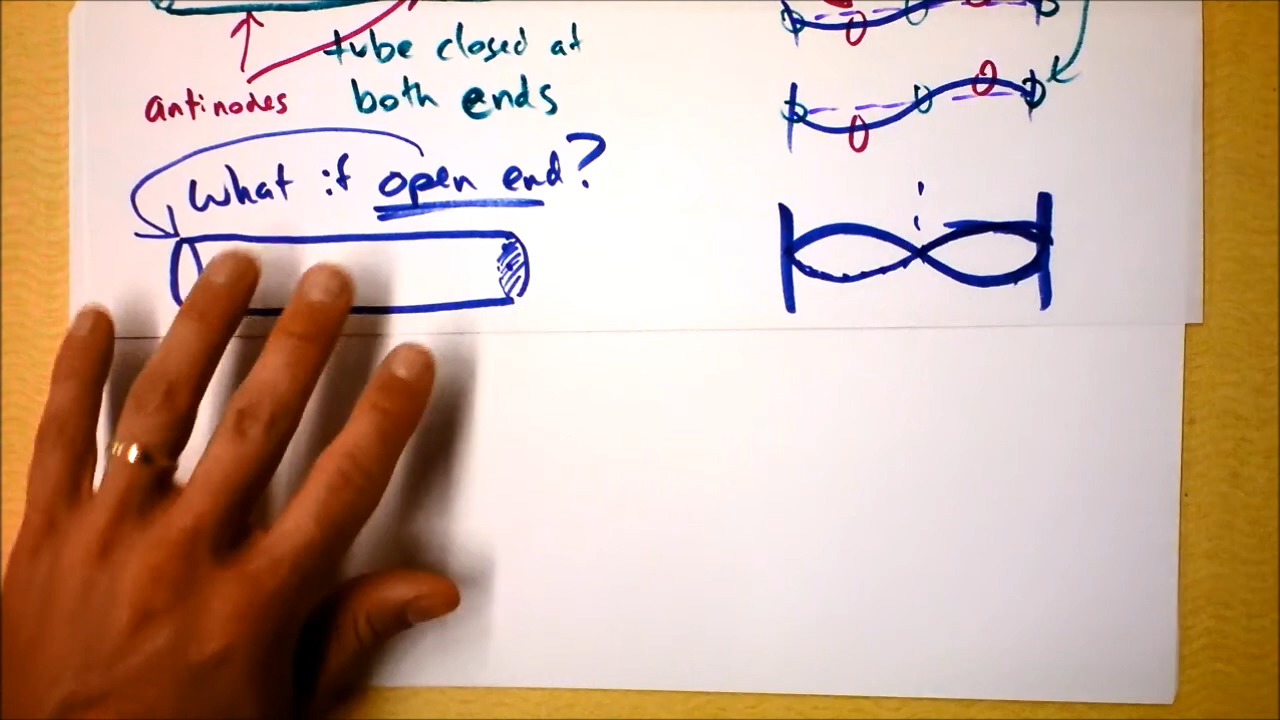 tube closed at
antinodes both ends
What if open end?